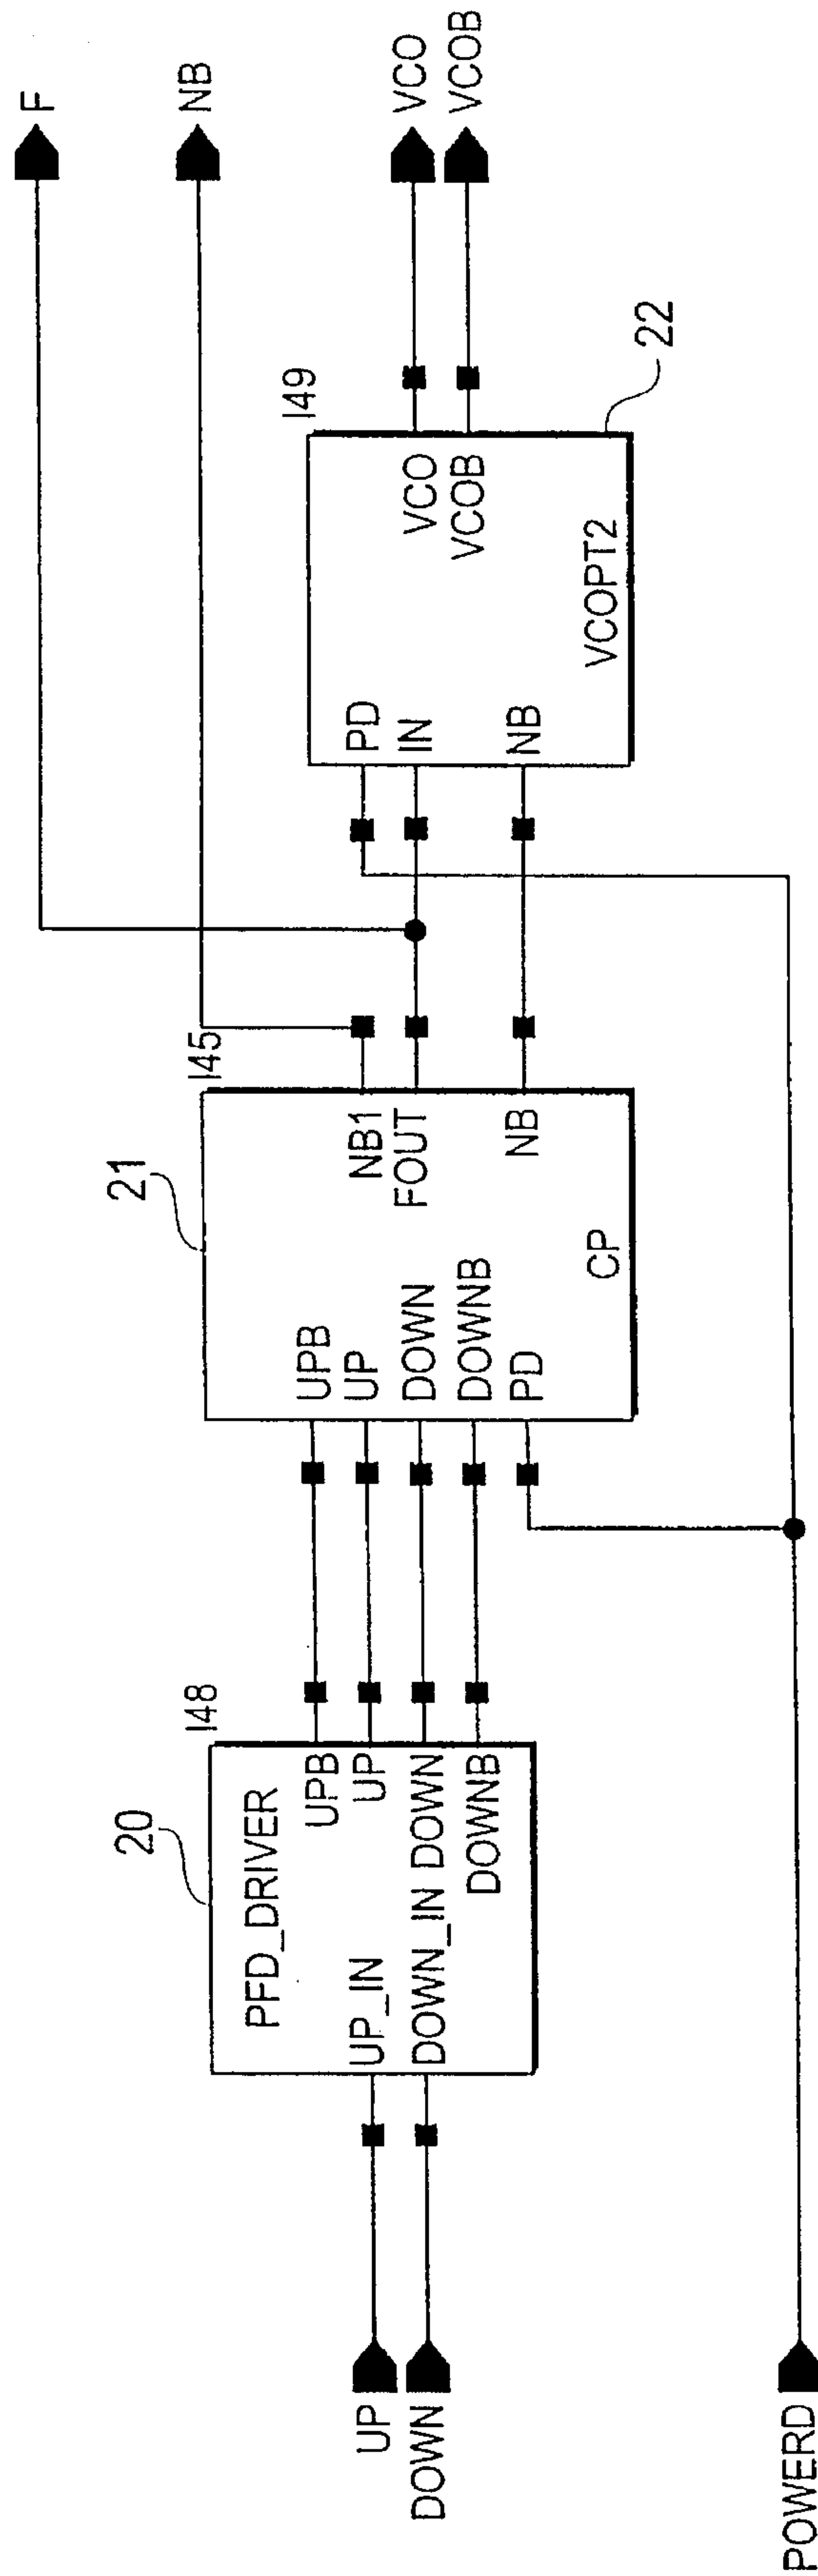 F
NB
VCO
VCOB
I49
22
PD
IN
NB
VCO
VCOB
VCOPT2
I45
21
UPB
UP
DOWN
DOWNB
PD
NB1
FOUT
NB
CP
I48
20
PFD_DRIVER
UP_IN
DOWN_IN
UPB
UP
DOWN
DOWNB
UP
DOWN
POWERD